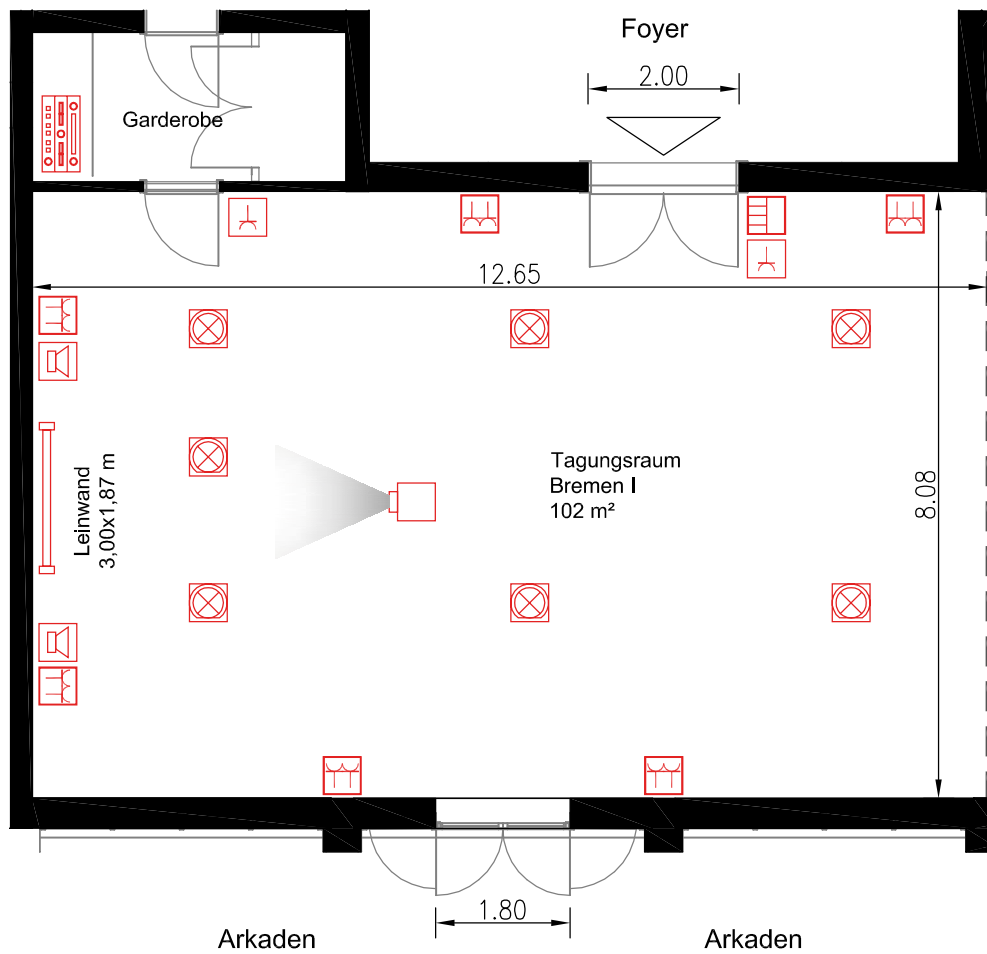 Foyer
2.00
Garderobe
12.65
Tagungsraum
Bremen I
102 m²
8.08
Leinwand
3,00x1,87 m
1.80
Arkaden
Arkaden